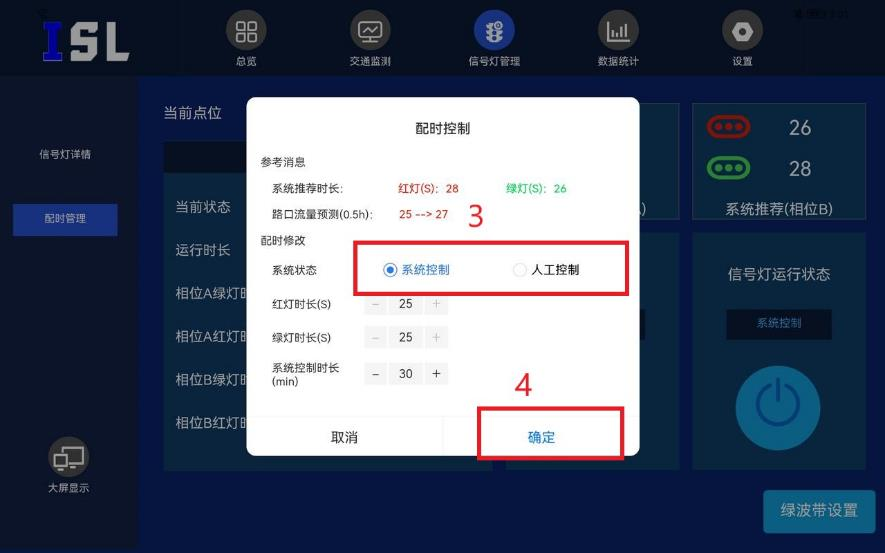 ISL
总览
交通监测
信号灯管理
数据统计
设置
信号灯详情
配时管理
大屏显示
当前点位
当前状态
运行时长
相位A绿灯
相位A红灯
相位B绿灯
相位B红灯
配时控制
参考消息
系统推荐时长: 红灯(S): 28 绿灯(S): 26
路口流量预测(0.5h): 25 --> 27
3
配时修改
系统状态 系统控制 人工控制
红灯时长(S) − 25 +
绿灯时长(S) − 25 +
系统控制时长
(min) − 30 +
4
取消 确定
26
28
系统推荐(相位B)
信号灯运行状态
系统控制
绿波带设置